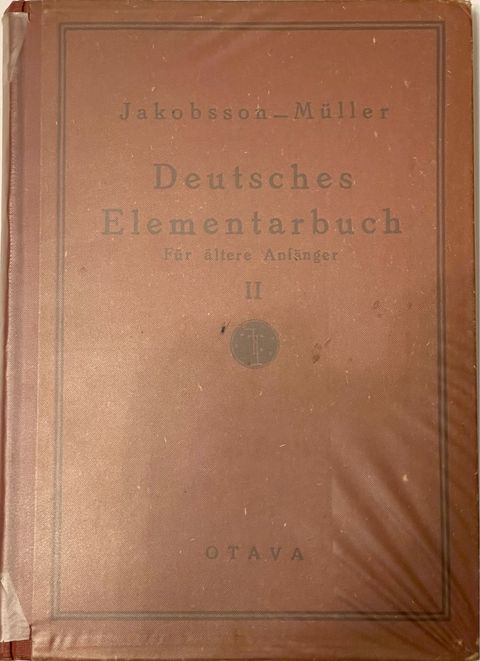 Jakobsson-Müller
Deutsches
Elementarbuch
Für ältere Anfänger
II
OTAVA